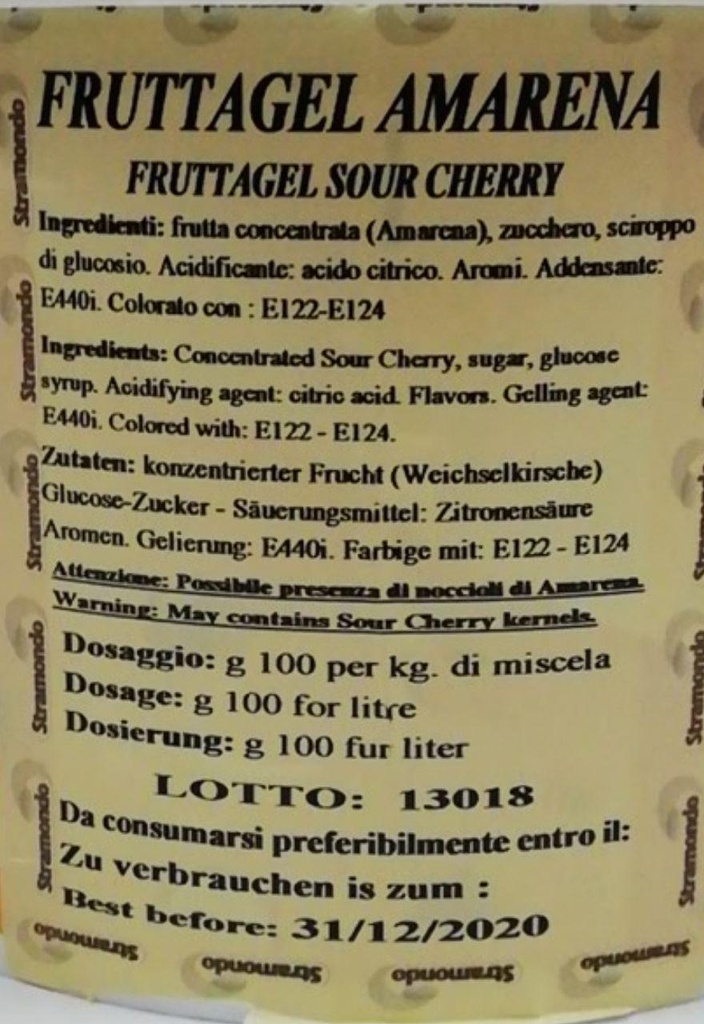 FRUTTAGEL AMARENA
FRUTTAGEL SOUR CHERRY
Ingredienti: frutta concentrata (Amarena), zucchero, sciroppo
di glucosio. Acidificante: acido citrico. Aromi. Addensante:
E440i. Colorato con : E122-E124
Ingredients: Concentrated Sour Cherry, sugar, glucose
syrup. Acidifying agent: citric acid. Flavors. Gelling agent:
E440i. Colored with: E122 - E124.
Zutaten: konzentrierter Frucht (Weichselkirsche)
Glucose-Zucker - Säuerungsmittel: Zitronensäure
Aromen. Gelierung: E440i. Farbige mit: E122 - E124
Attenzione: Possibile presenza di noccioli di Amarena.
Warning: May contains Sour Cherry kernels.
Dosaggio: g 100 per kg. di miscela
Dosage: g 100 for litre
Dosierung: g 100 fur liter
LOTTO: 13018
Da consumarsi preferibilmente entro il:
Zu verbrauchen is zum :
Best before: 31/12/2020
Stramondo
Stramondo
Stramondo
Stramondo
Stramondo
Stramondo
Stramondo
Stramondo
Stramondo
Stramondo
Stramondo